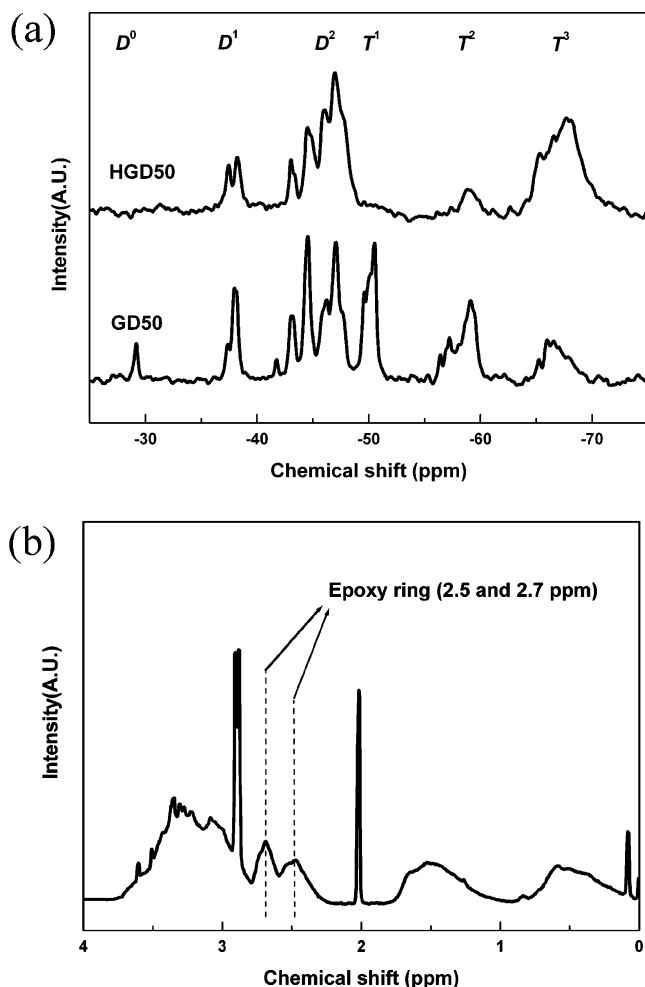 (a)
D⁰ D¹ D² T¹ T² T³
HGD50
GD50
Intensity(A.U.)
-30 -40 -50 -60 -70
Chemical shift (ppm)
(b)
Epoxy ring (2.5 and 2.7 ppm)
Intensity(A.U.)
4 3 2 1 0
Chemical shift (ppm)